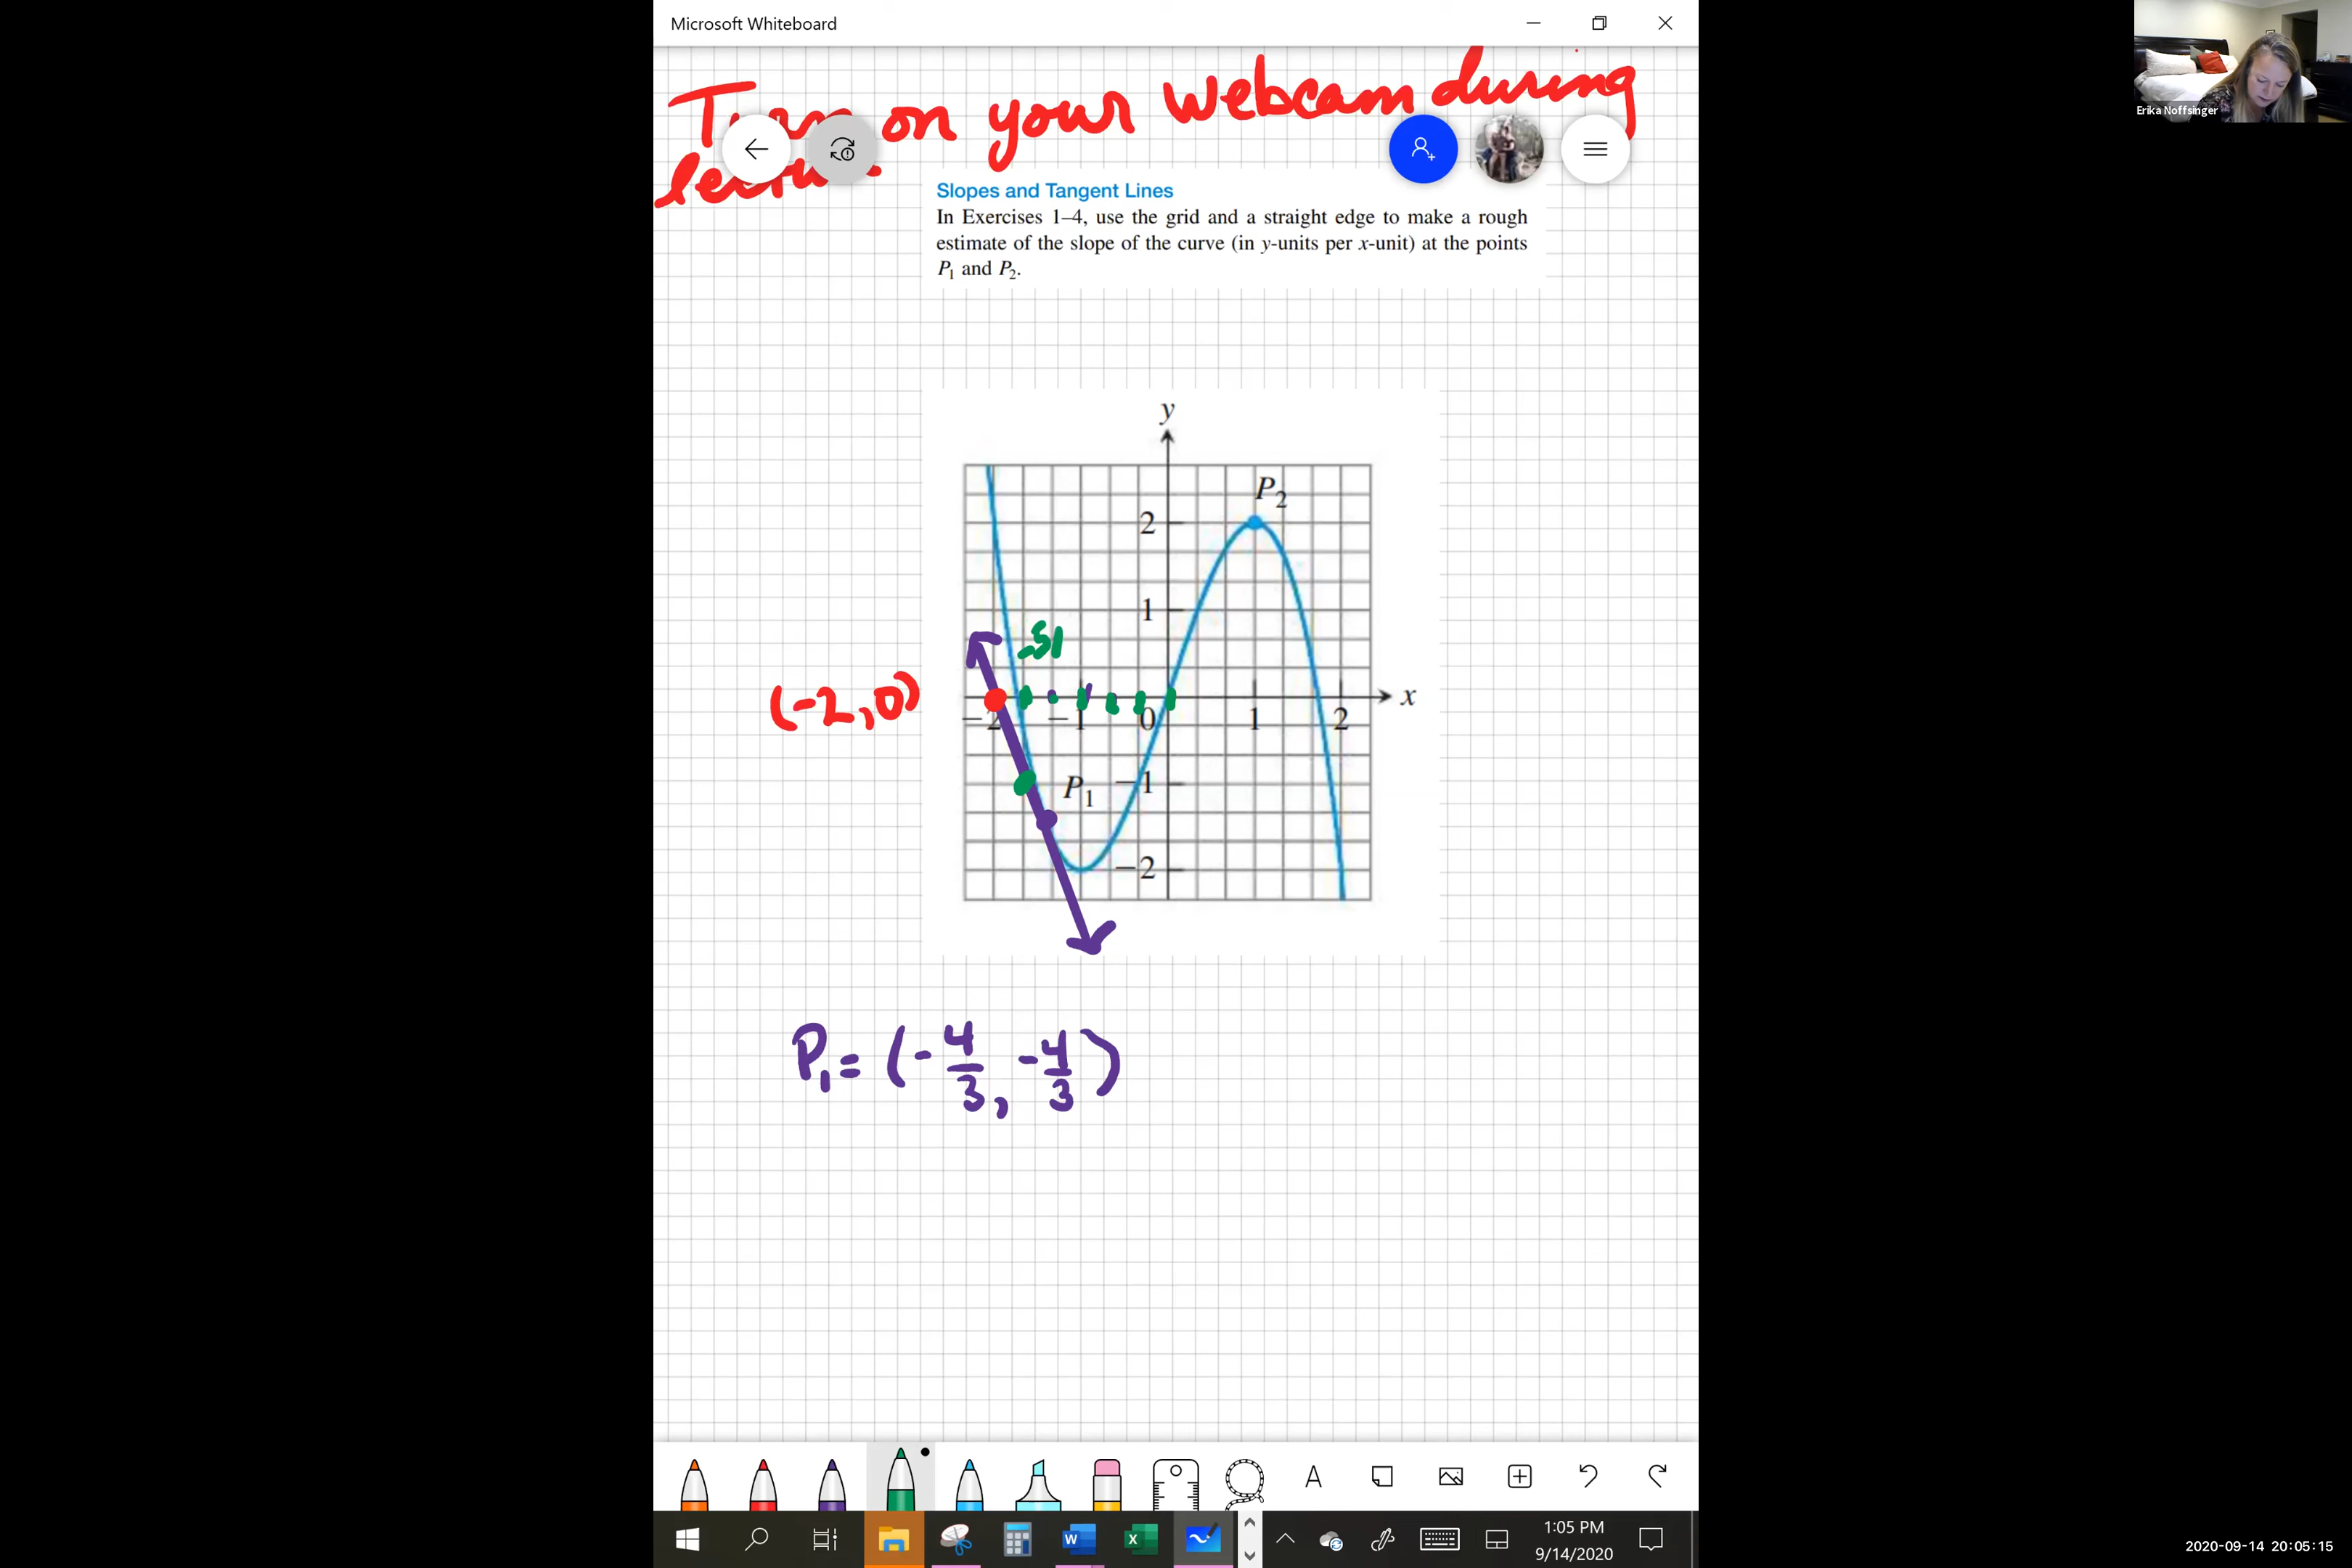 Microsoft Whiteboard
Erika Noffsinger
Turn on your webcam during
lecture.
Slopes and Tangent Lines
In Exercises 1–4, use the grid and a straight edge to make a rough
estimate of the slope of the curve (in y-units per x-unit) at the points
P1 and P2.
y
P2
2
1
(-2,0)
x
−2 −1 0 1 2
P1
−1
−2
P1 = (-4/3, -4/3)
1:05 PM
9/14/2020
2020-09-14 20:05:15